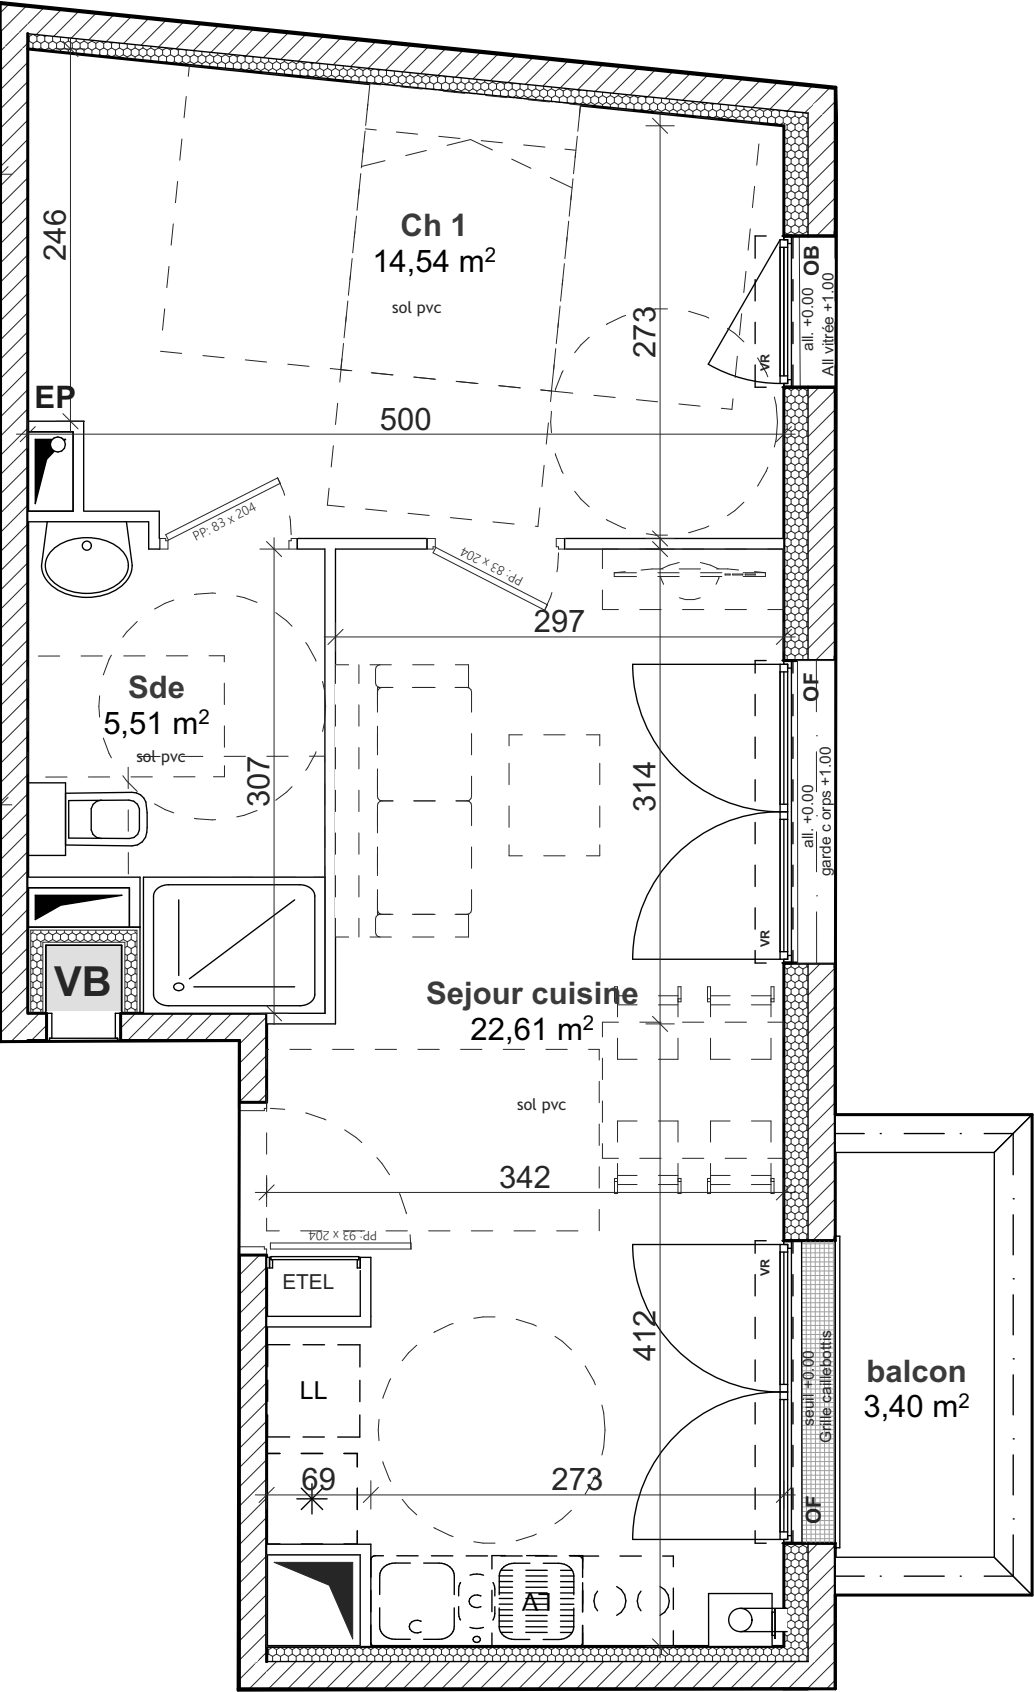 246
Ch 1
14,54 m²
sol pvc
273
OB
all. +0.00
All vitrée +1.00
VR
EP
500
PP: 83 x 204
PP: 83 x 204
297
Sde
5,51 m²
sol pvc
307
314
OF
all. +0.00
garde corps +1.00
VR
VB
Sejour cuisine
22,61 m²
sol pvc
342
PP: 93 x 204
ETEL
VR
412
LL
seuil +0.00
Grille caillebottis
balcon
3,40 m²
69
273
OF
LV